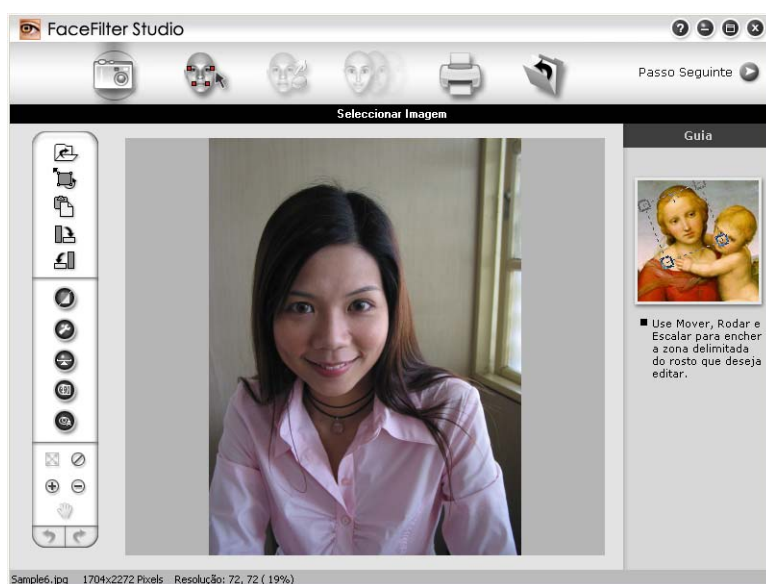 FaceFilter Studio
Passo Seguinte
Seleccionar Imagem
Guia
Use Mover, Rodar e
Escalar para encher
a zona delimitada
do rosto que deseja
editar.
Sample6.jpg 1704x2272 Pixels Resolução: 72, 72 ( 19%)